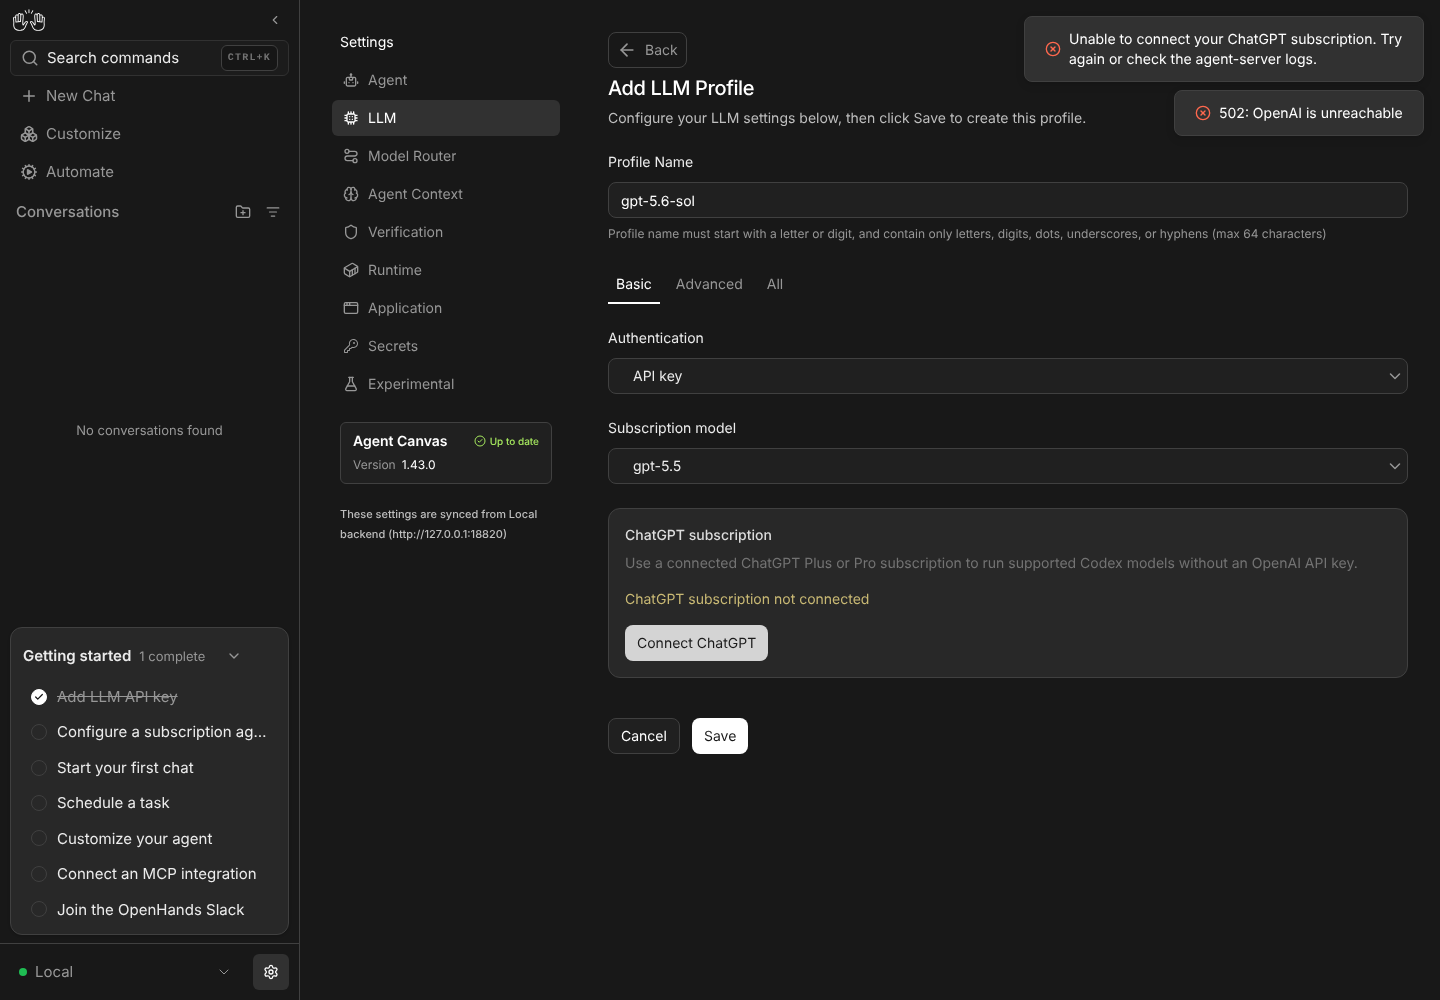 Search commands
CTRL+K
New Chat
Customize
Automate
Conversations
No conversations found
Getting started 1 complete
Add LLM API key
Configure a subscription ag...
Start your first chat
Schedule a task
Customize your agent
Connect an MCP integration
Join the OpenHands Slack
Local
Settings
Agent
LLM
Model Router
Agent Context
Verification
Runtime
Application
Secrets
Experimental
Agent Canvas
Up to date
Version 1.43.0
These settings are synced from Local
backend (http://127.0.0.1:18820)
Back
Add LLM Profile
Configure your LLM settings below, then click Save to create this profile.
Profile Name
gpt-5.6-sol
Profile name must start with a letter or digit, and contain only letters, digits, dots, underscores, or hyphens (max 64 characters)
Basic Advanced All
Authentication
API key
Subscription model
gpt-5.5
ChatGPT subscription
Use a connected ChatGPT Plus or Pro subscription to run supported Codex models without an OpenAI API key.
ChatGPT subscription not connected
Connect ChatGPT
Cancel Save
Unable to connect your ChatGPT subscription. Try
again or check the agent-server logs.
502: OpenAI is unreachable